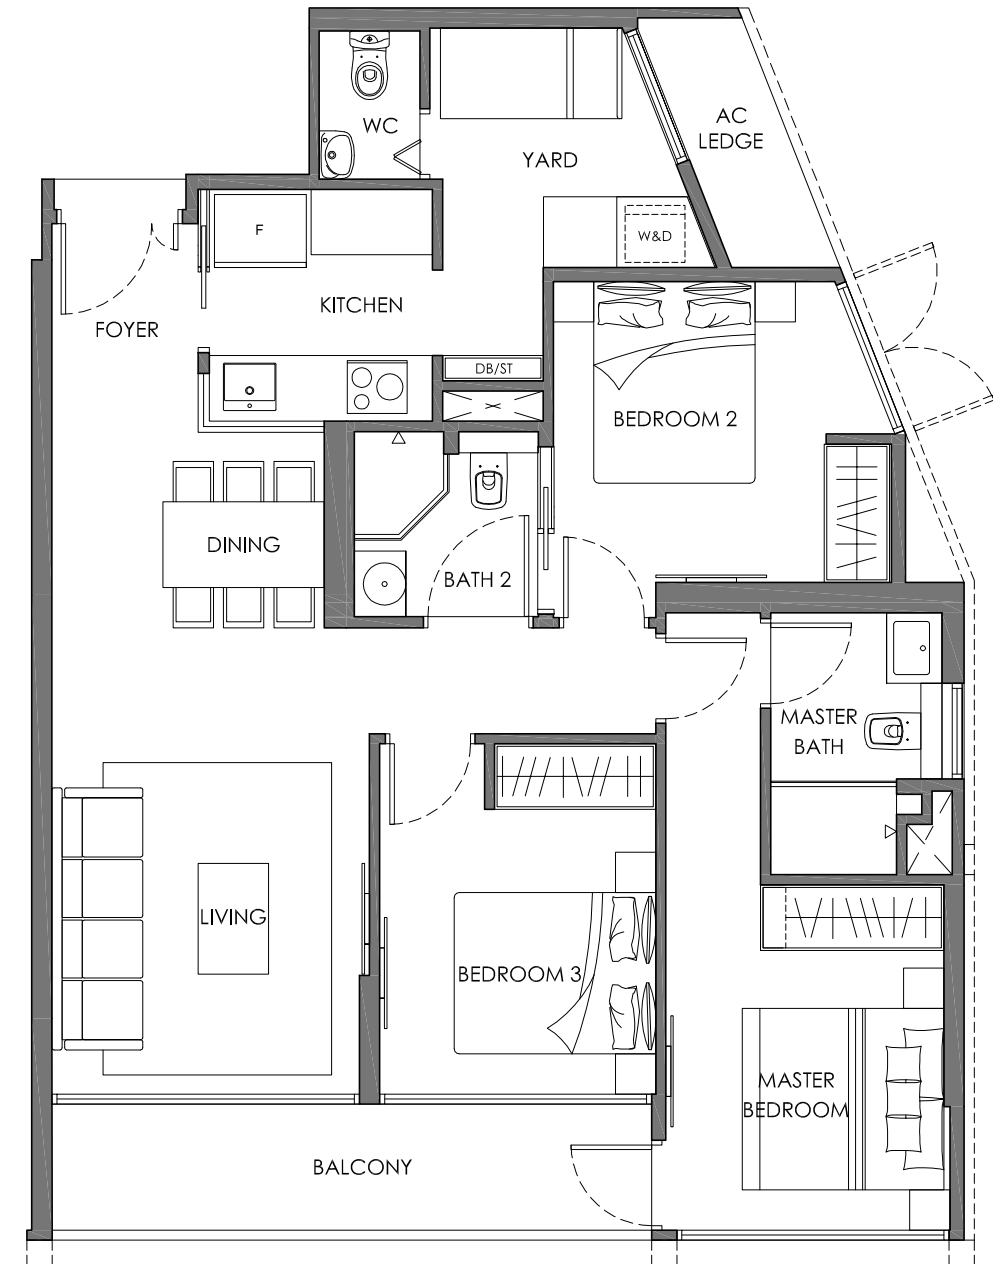 WC
AC
LEDGE
YARD
F
W&D
KITCHEN
FOYER
DB/ST
BEDROOM 2
DINING
BATH 2
MASTER
BATH
LIVING
BEDROOM 3
MASTER
BEDROOM
BALCONY